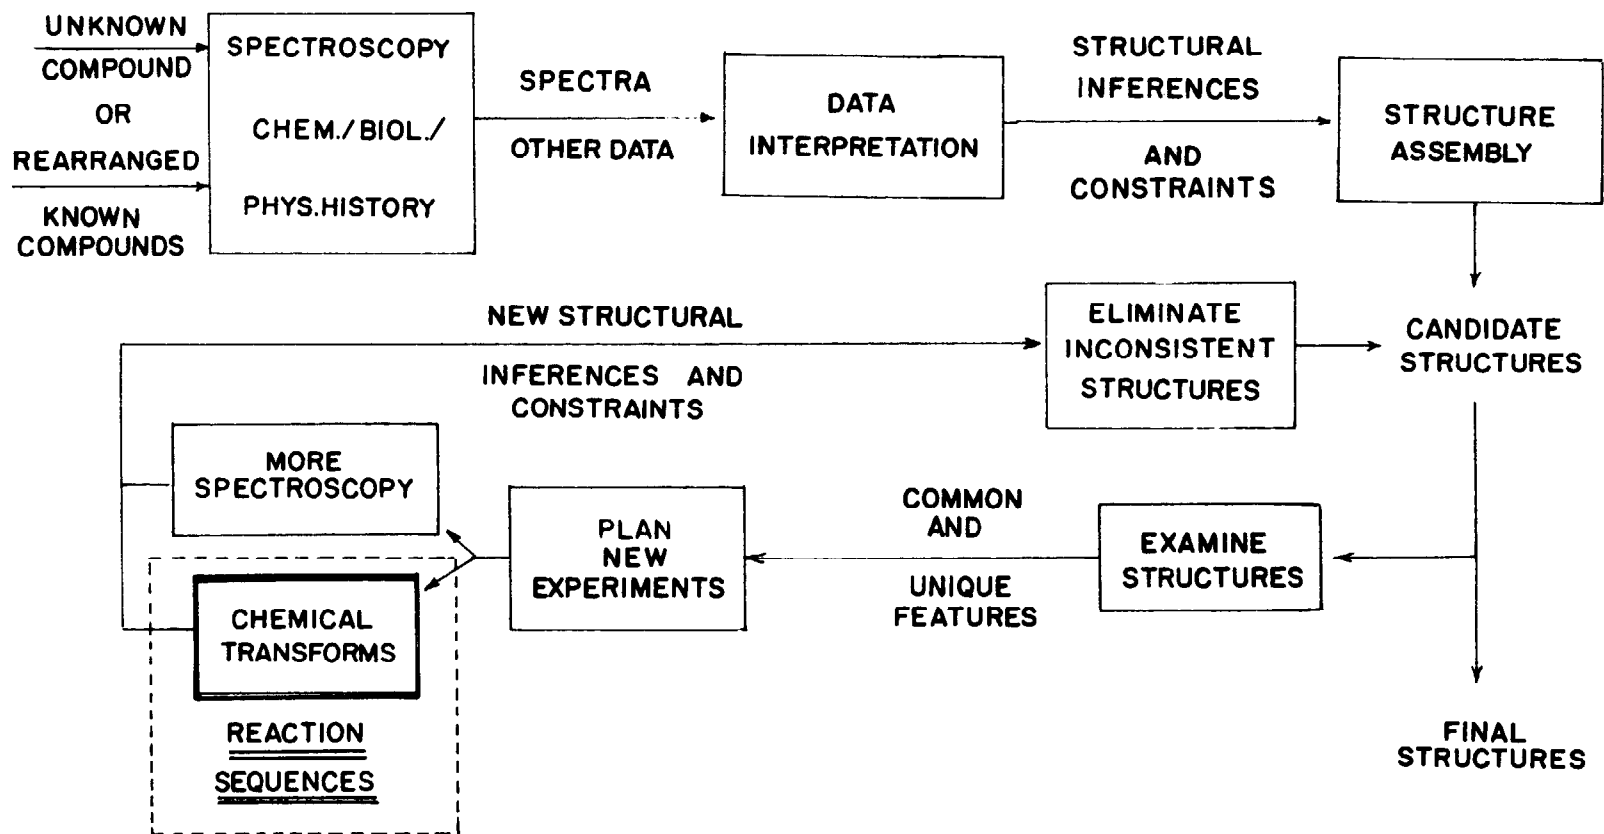 UNKNOWN
COMPOUND
OR
REARRANGED
KNOWN
COMPOUNDS
SPECTROSCOPY
CHEM./BIOL./
PHYS.HISTORY
SPECTRA
OTHER DATA
DATA
INTERPRETATION
STRUCTURAL
INFERENCES
AND
CONSTRAINTS
STRUCTURE
ASSEMBLY
NEW STRUCTURAL
INFERENCES AND
CONSTRAINTS
ELIMINATE
INCONSISTENT
STRUCTURES
CANDIDATE
STRUCTURES
MORE
SPECTROSCOPY
PLAN
NEW
EXPERIMENTS
COMMON
AND
UNIQUE
FEATURES
EXAMINE
STRUCTURES
CHEMICAL
TRANSFORMS
REACTION
SEQUENCES
FINAL
STRUCTURES